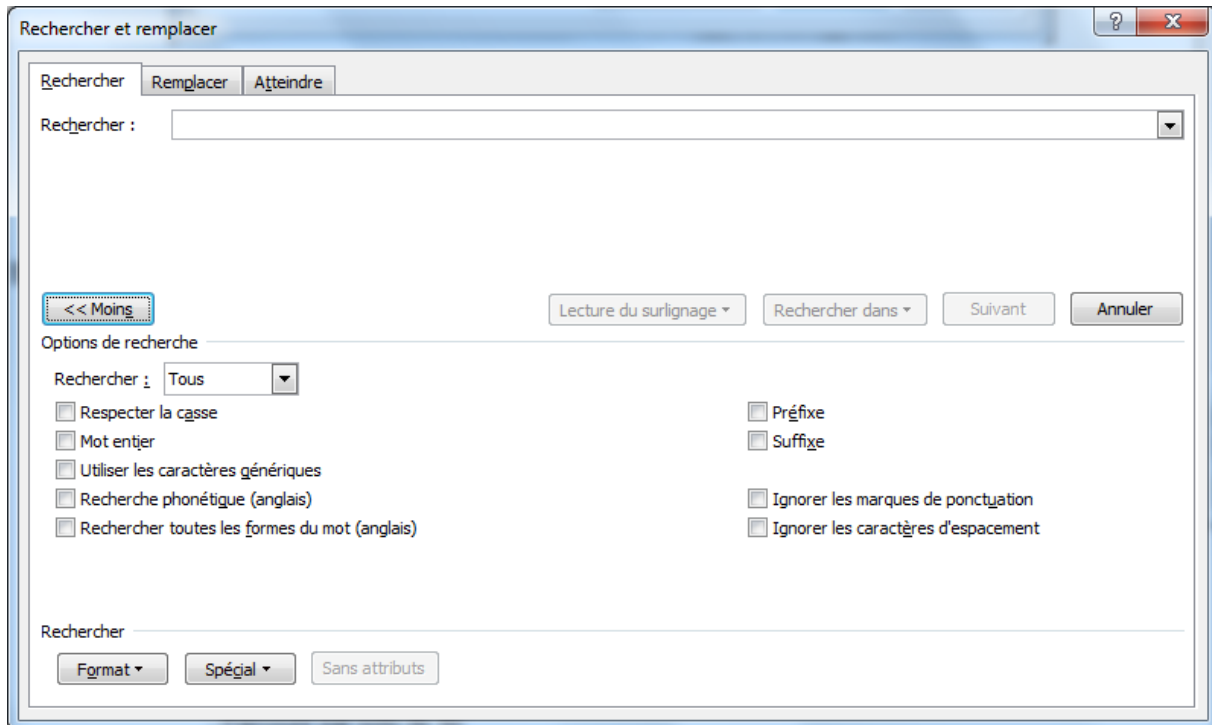 Rechercher et remplacer
Rechercher Remplacer Atteindre
Rechercher :
<< Moins Lecture du surlignage Rechercher dans Suivant Annuler
Options de recherche
Rechercher : Tous
Respecter la casse Préfixe
Mot entier Suffixe
Utiliser les caractères génériques
Recherche phonétique (anglais) Ignorer les marques de ponctuation
Rechercher toutes les formes du mot (anglais) Ignorer les caractères d'espacement
Rechercher
Format Spécial Sans attributs